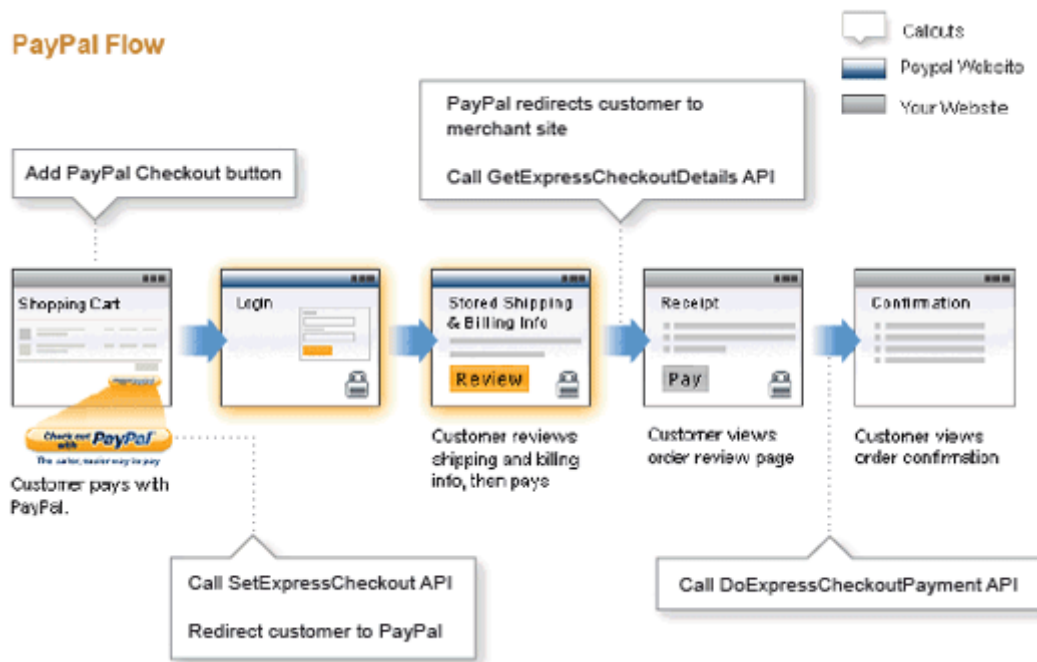 PayPal Flow
Calouts
Paypal Website
Your Website
PayPal redirects customer to
merchant site
Call GetExpressCheckoutDetails API
Add PayPal Checkout button
Shopping Cart
Login
Stored Shipping
& Billing Info
Review
Receipt
Pay
Confirmation
Check out
with PayPal
The safer, easier way to pay
Customer pays with
PayPal.
Customer reviews
shipping and billing
info, then pays
Customer views
order review page
Customer views
order confirmation
Call SetExpressCheckout API
Redirect customer to PayPal
Call DoExpressCheckoutPayment API